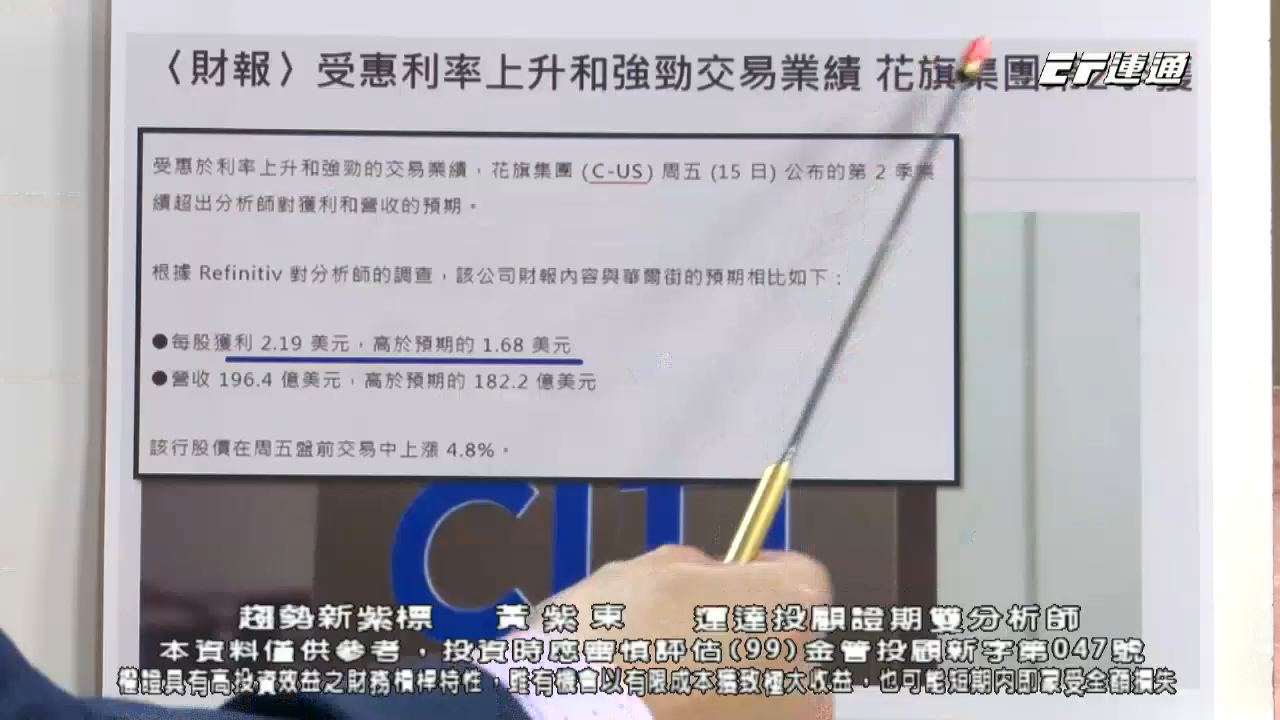 〈財報〉受惠利率上升和強勁交易業績 花旗集團
CT運通
受惠於利率上升和強勁的交易業績，花旗集團 (C-US) 周五 (15 日) 公布的第 2 季業
績超出分析師對獲利和營收的預期。
根據 Refinitiv 對分析師的調查，該公司財報內容與華爾街的預期相比如下：
●每股獲利 2.19 美元，高於預期的 1.68 美元
●營收 196.4 億美元，高於預期的 182.2 億美元
該行股價在周五盤前交易中上漲 4.8%。
趨勢新紫標 黃紫東 運達投顧證期雙分析師
本資料僅供參考，投資時應審慎評估(99)金管投顧新字第047號
權證具有高投資效益之財務槓桿特性，雖有機會以有限成本獲致極大收益，也可能短期內即蒙受全額損失